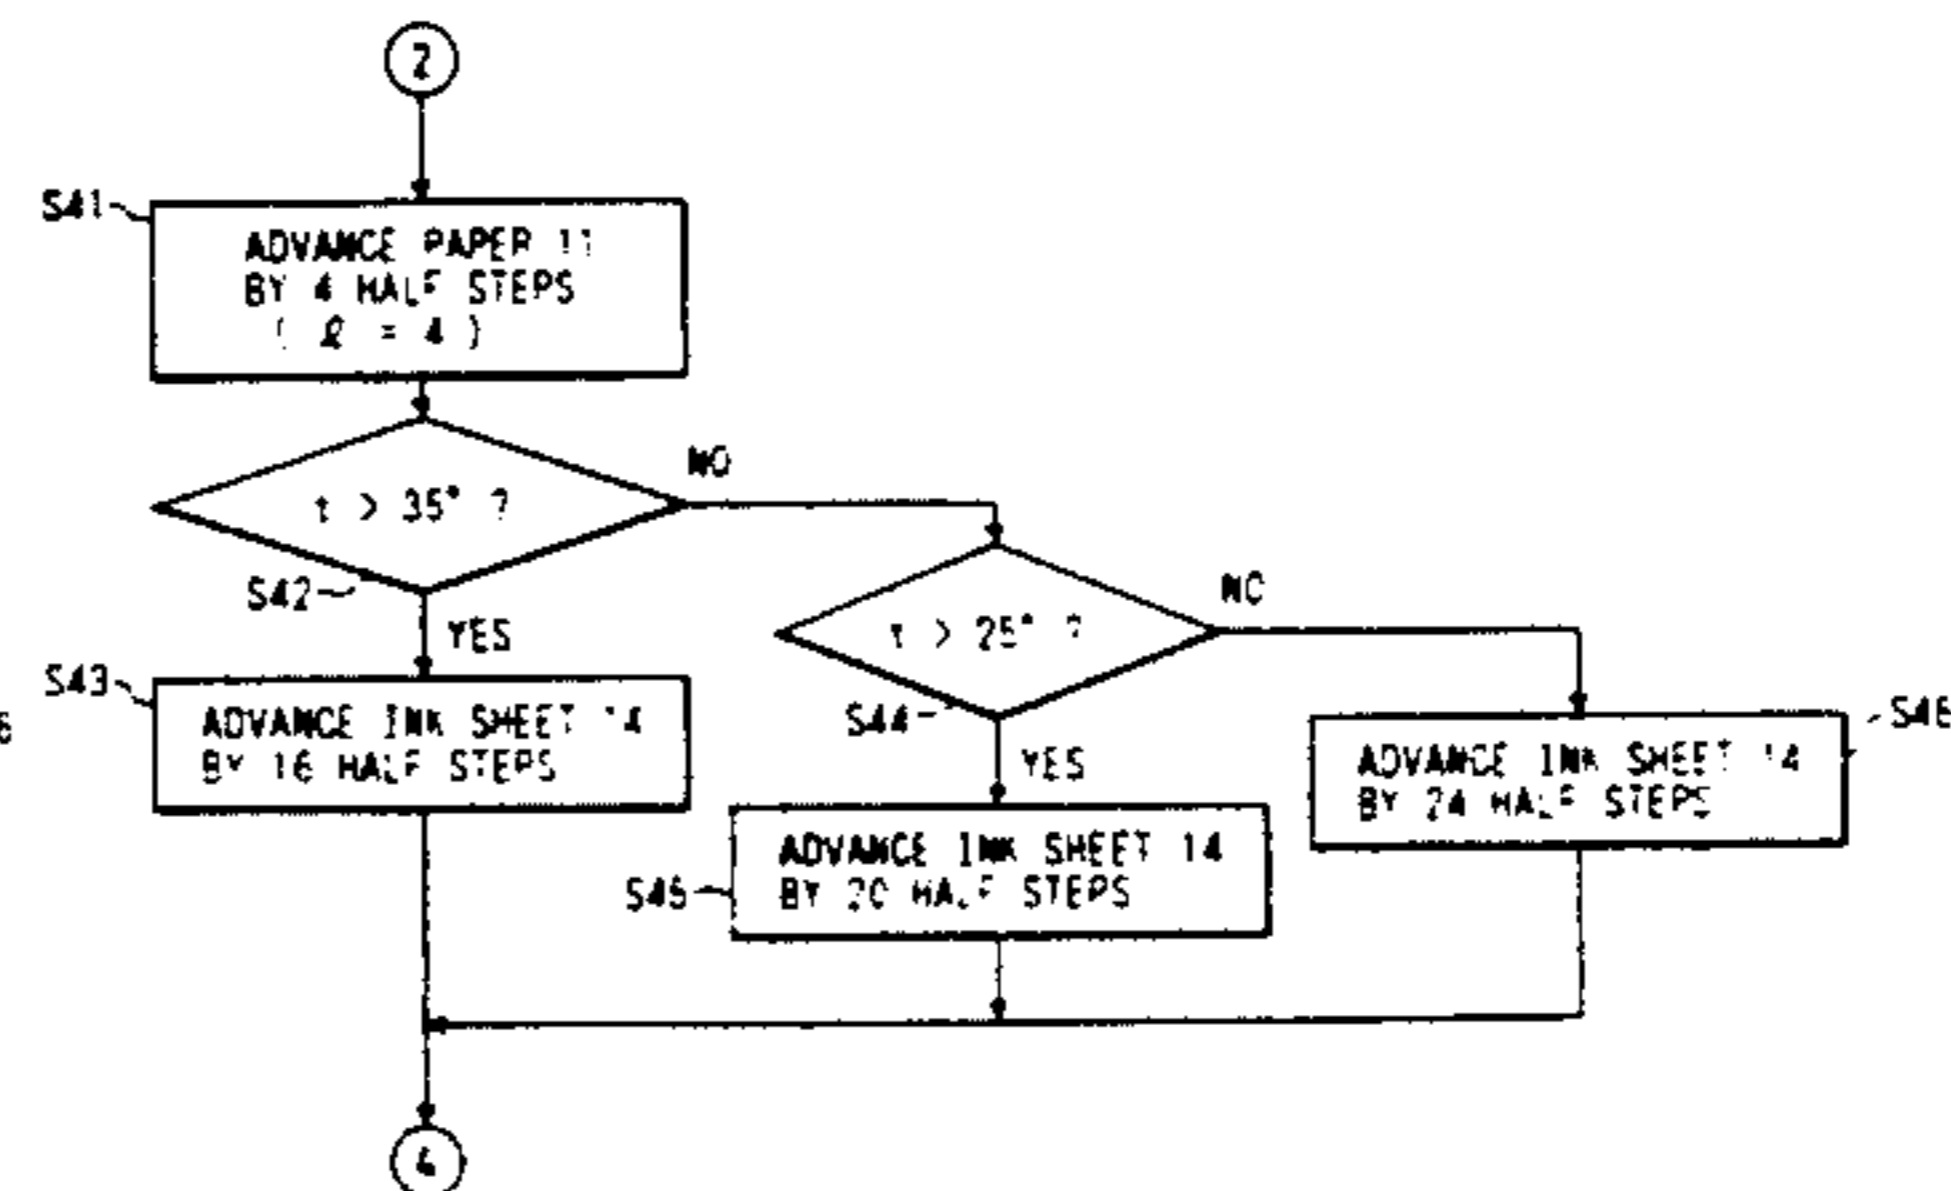 2
S41
ADVANCE PAPER 11
BY 4 HALF STEPS
( ℓ = 4 )
NO
t > 35° ?
S42
YES
NO
t > 25° ?
S43
ADVANCE INK SHEET 14
BY 16 HALF STEPS
6
S44
YES
S46
ADVANCE INK SHEET 14
BY 24 HALF STEPS
S45
ADVANCE INK SHEET 14
BY 20 HALF STEPS
4